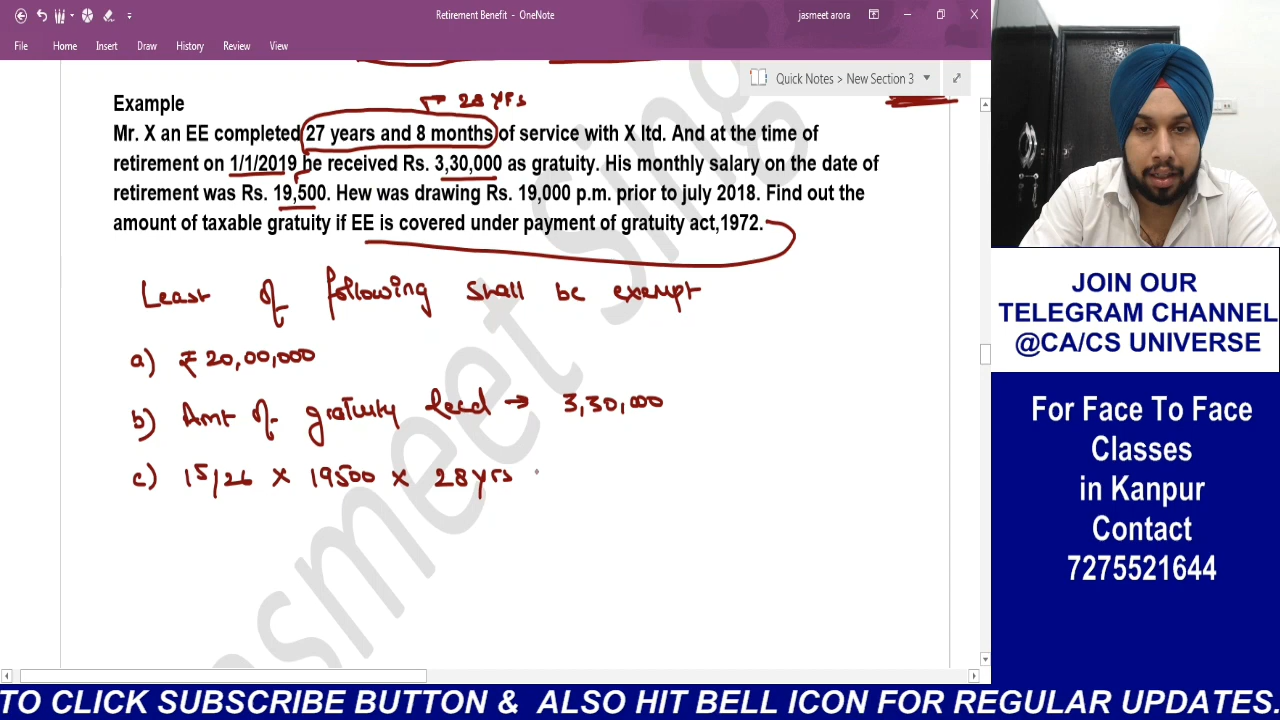 Retirement Benefit - OneNote
jasmeet arora
File Home Insert Draw History Review View
Quick Notes > New Section 3
Example
28 yrs
Mr. X an EE completed 27 years and 8 months of service with X ltd. And at the time of
retirement on 1/1/2019 he received Rs. 3,30,000 as gratuity. His monthly salary on the date of
retirement was Rs. 19,500. Hew was drawing Rs. 19,000 p.m. prior to july 2018. Find out the
amount of taxable gratuity if EE is covered under payment of gratuity act,1972.
Least of following shall be exempt
a) ₹ 20,00,000
b) Amt of gratuity → 3,30,000
c) 15/26 × 19500 × 28 yrs
Jasmeet Sing
JOIN OUR
TELEGRAM CHANNEL
@CA/CS UNIVERSE
For Face To Face
Classes
in Kanpur
Contact
7275521644
TO CLICK SUBSCRIBE BUTTON & ALSO HIT BELL ICON FOR REGULAR UPDATES.